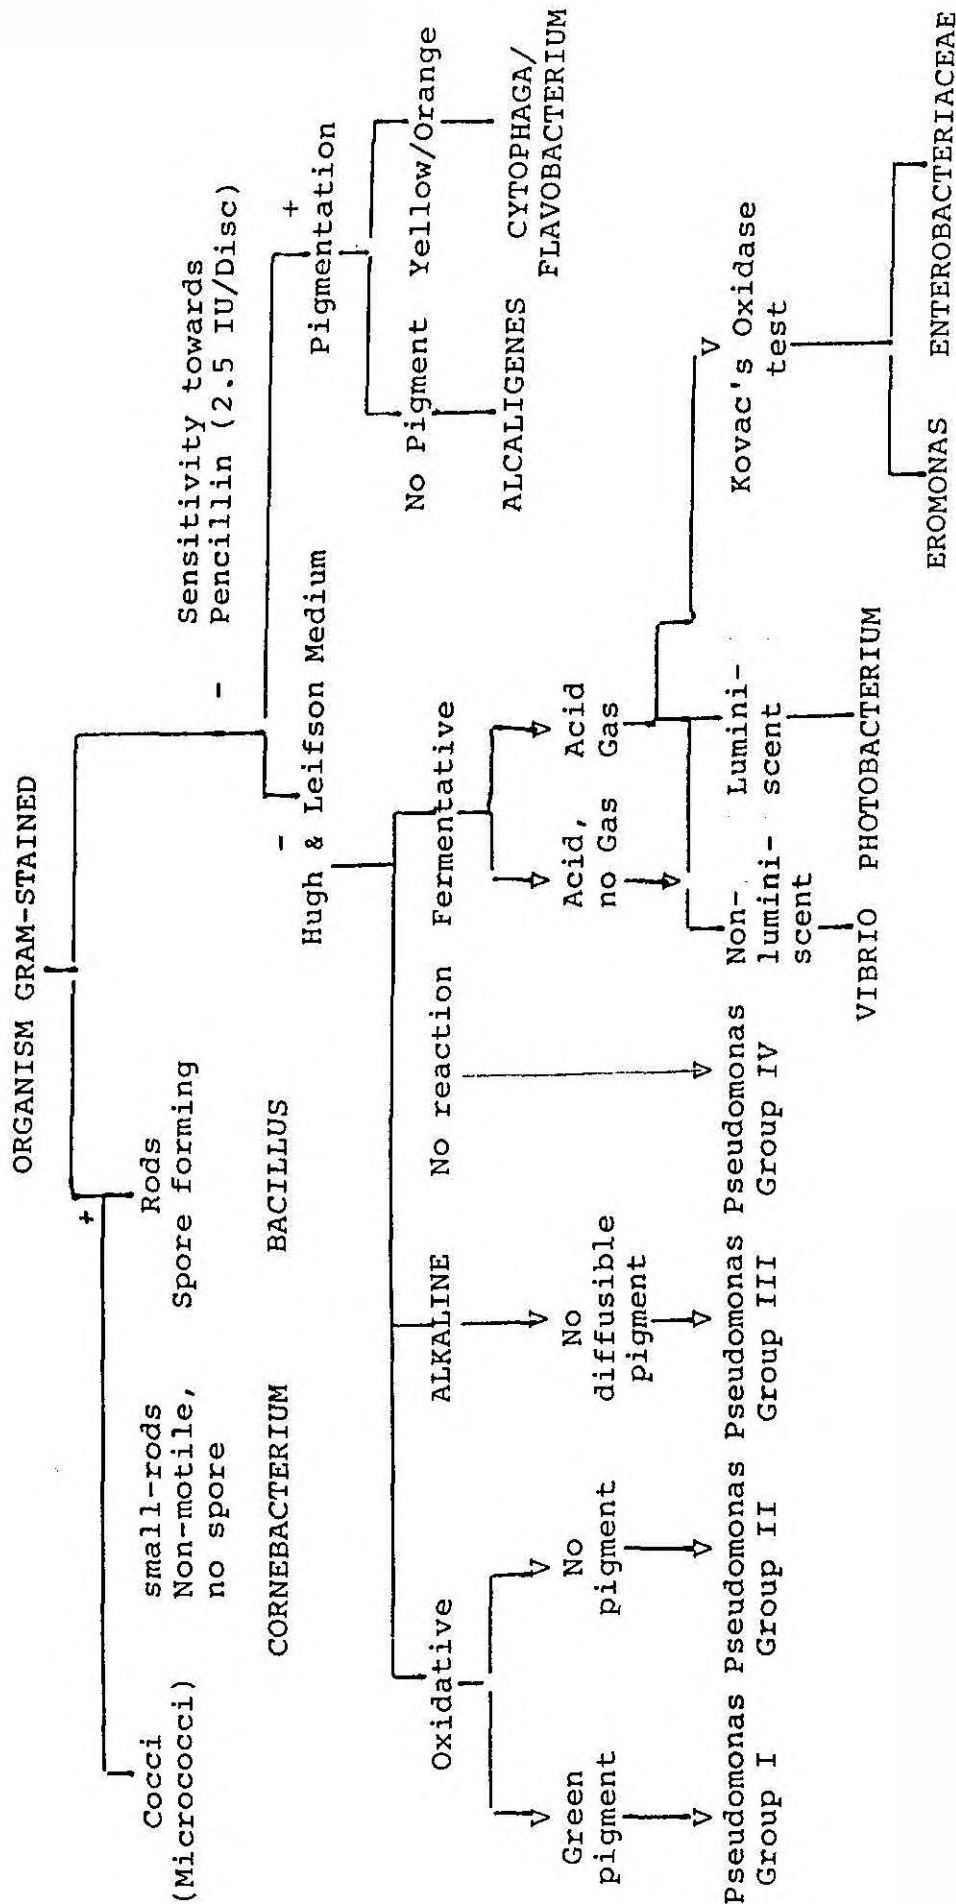 ORGANISM GRAM-STAINED
+
-
Cocci
(Micrococci)
small-rods
Non-motile,
no spore
Rods
Spore forming
Sensitivity towards
Pencillin (2.5 IU/Disc)
CORNEBACTERIUM
BACILLUS
-
Hugh & Leifson Medium
+
Pigmentation
No Pigment
Yellow/Orange
ALCALIGENES
CYTOPHAGA/
FLAVOBACTERIUM
Oxidative
ALKALINE
No reaction
Fermentative
Green
pigment
No
pigment
No
diffusible
pigment
Acid,
no Gas
Acid
Gas
Pseudomonas
Group I
Pseudomonas
Group II
Pseudomonas
Group III
Pseudomonas
Group IV
Non-
lumini-
scent
Lumini-
scent
Kovac's Oxidase
test
VIBRIO
PHOTOBACTERIUM
EROMONAS
ENTEROBACTERIACEAE